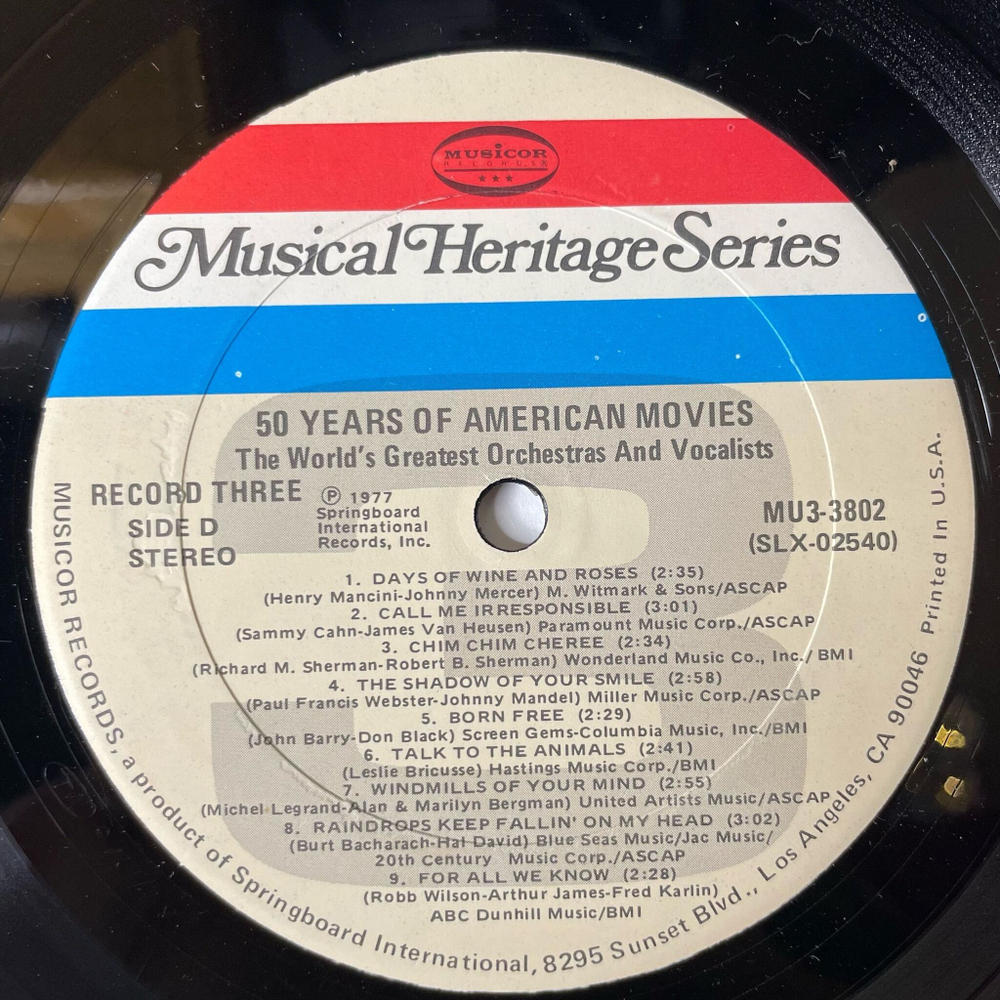 MUSICOR
RECORDS
Musical Heritage Series
50 YEARS OF AMERICAN MOVIES
The World's Greatest Orchestras And Vocalists
RECORD THREE
SIDE D
STEREO
℗ 1977
Springboard
International
Records, Inc.
MU3-3802
(SLX-02540)
1. DAYS OF WINE AND ROSES (2:35)
(Henry Mancini-Johnny Mercer) M. Witmark & Sons/ASCAP
2. CALL ME IRRESPONSIBLE (3:01)
(Sammy Cahn-James Van Heusen) Paramount Music Corp./ASCAP
3. CHIM CHIM CHEREE (2:34)
(Richard M. Sherman-Robert B. Sherman) Wonderland Music Co., Inc./BMI
4. THE SHADOW OF YOUR SMILE (2:58)
(Paul Francis Webster-Johnny Mandel) Miller Music Corp./ASCAP
5. BORN FREE (2:29)
(John Barry-Don Black) Screen Gems-Columbia Music, Inc./BMI
6. TALK TO THE ANIMALS (2:41)
(Leslie Bricusse) Hastings Music Corp./BMI
7. WINDMILLS OF YOUR MIND (2:55)
(Michel Legrand-Alan & Marilyn Bergman) United Artists Music/ASCAP
8. RAINDROPS KEEP FALLIN' ON MY HEAD (3:02)
(Burt Bacharach-Hal David) Blue Seas Music/Jac Music/
20th Century Music Corp./ASCAP
9. FOR ALL WE KNOW (2:28)
(Robb Wilson-Arthur James-Fred Karlin)
ABC Dunhill Music/BMI
MUSICOR RECORDS, a product of Springboard International, 8295 Sunset Blvd., Los Angeles, CA 90046 Printed In U.S.A.
3